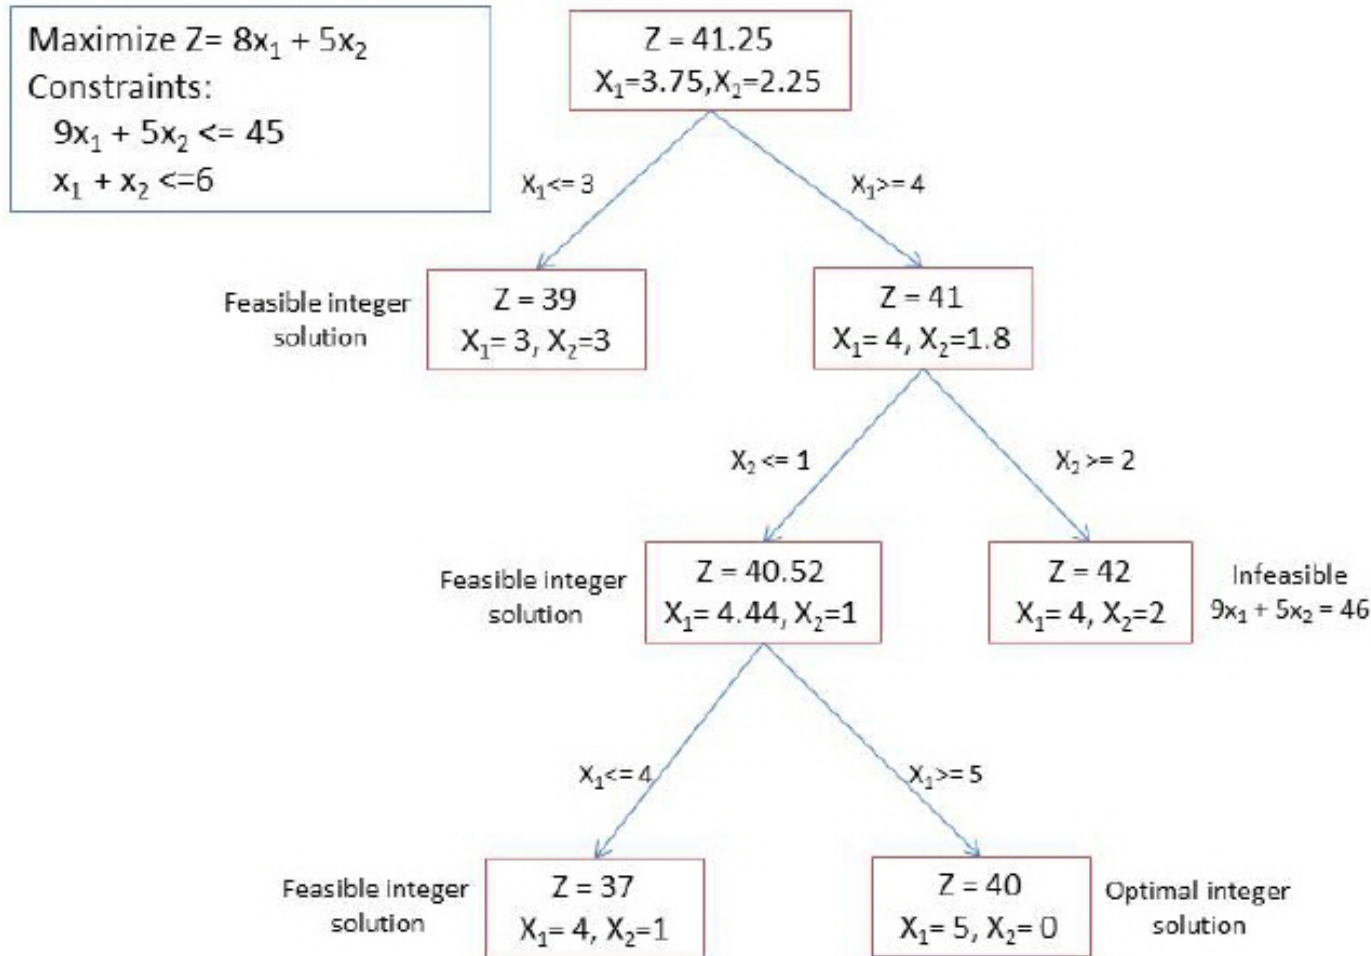 Maximize Z= 8x₁ + 5x₂
Constraints:
9x₁ + 5x₂ <= 45
x₁ + x₂ <=6
Z = 41.25
X₁=3.75,X₂=2.25
X₁<= 3
X₁>= 4
Feasible integer
solution
Z = 39
X₁= 3, X₂=3
Z = 41
X₁= 4, X₂=1.8
X₂ <= 1
X₂ >= 2
Feasible integer
solution
Z = 40.52
X₁= 4.44, X₂=1
Z = 42
X₁= 4, X₂=2
Infeasible
9x₁ + 5x₂ = 46
X₁<= 4
X₁>= 5
Feasible integer
solution
Z = 37
X₁= 4, X₂=1
Z = 40
X₁= 5, X₂= 0
Optimal integer
solution